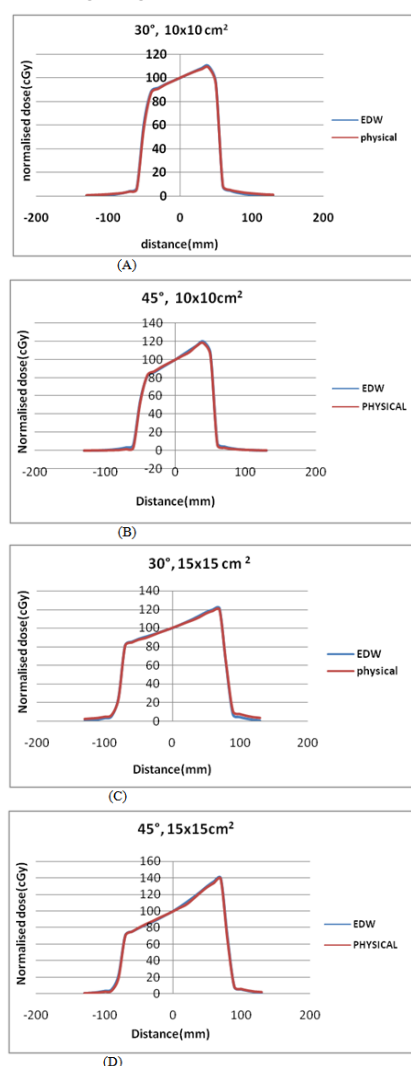 30°, 10x10 cm²
normalised dose(cGy)
120
100
80
60
40
20
0
-200 -100 0 100 200
distance(mm)
EDW
physical
(A)
45°, 10x10cm²
Normalised dose(cGy)
140
120
100
80
60
40
20
0
-20
-200 -100 0 100 200
Distance(mm)
EDW
PHYSICAL
(B)
30°,15x15 cm ²
Normalised dose(cGy)
140
120
100
80
60
40
20
0
-200 -100 0 100 200
Distance(mm)
EDW
physical
(C)
45°, 15x15cm²
Normalised dose(cGy)
160
140
120
100
80
60
40
20
0
-200 -100 0 100 200
Distance(mm)
EDW
PHYSICAL
(D)